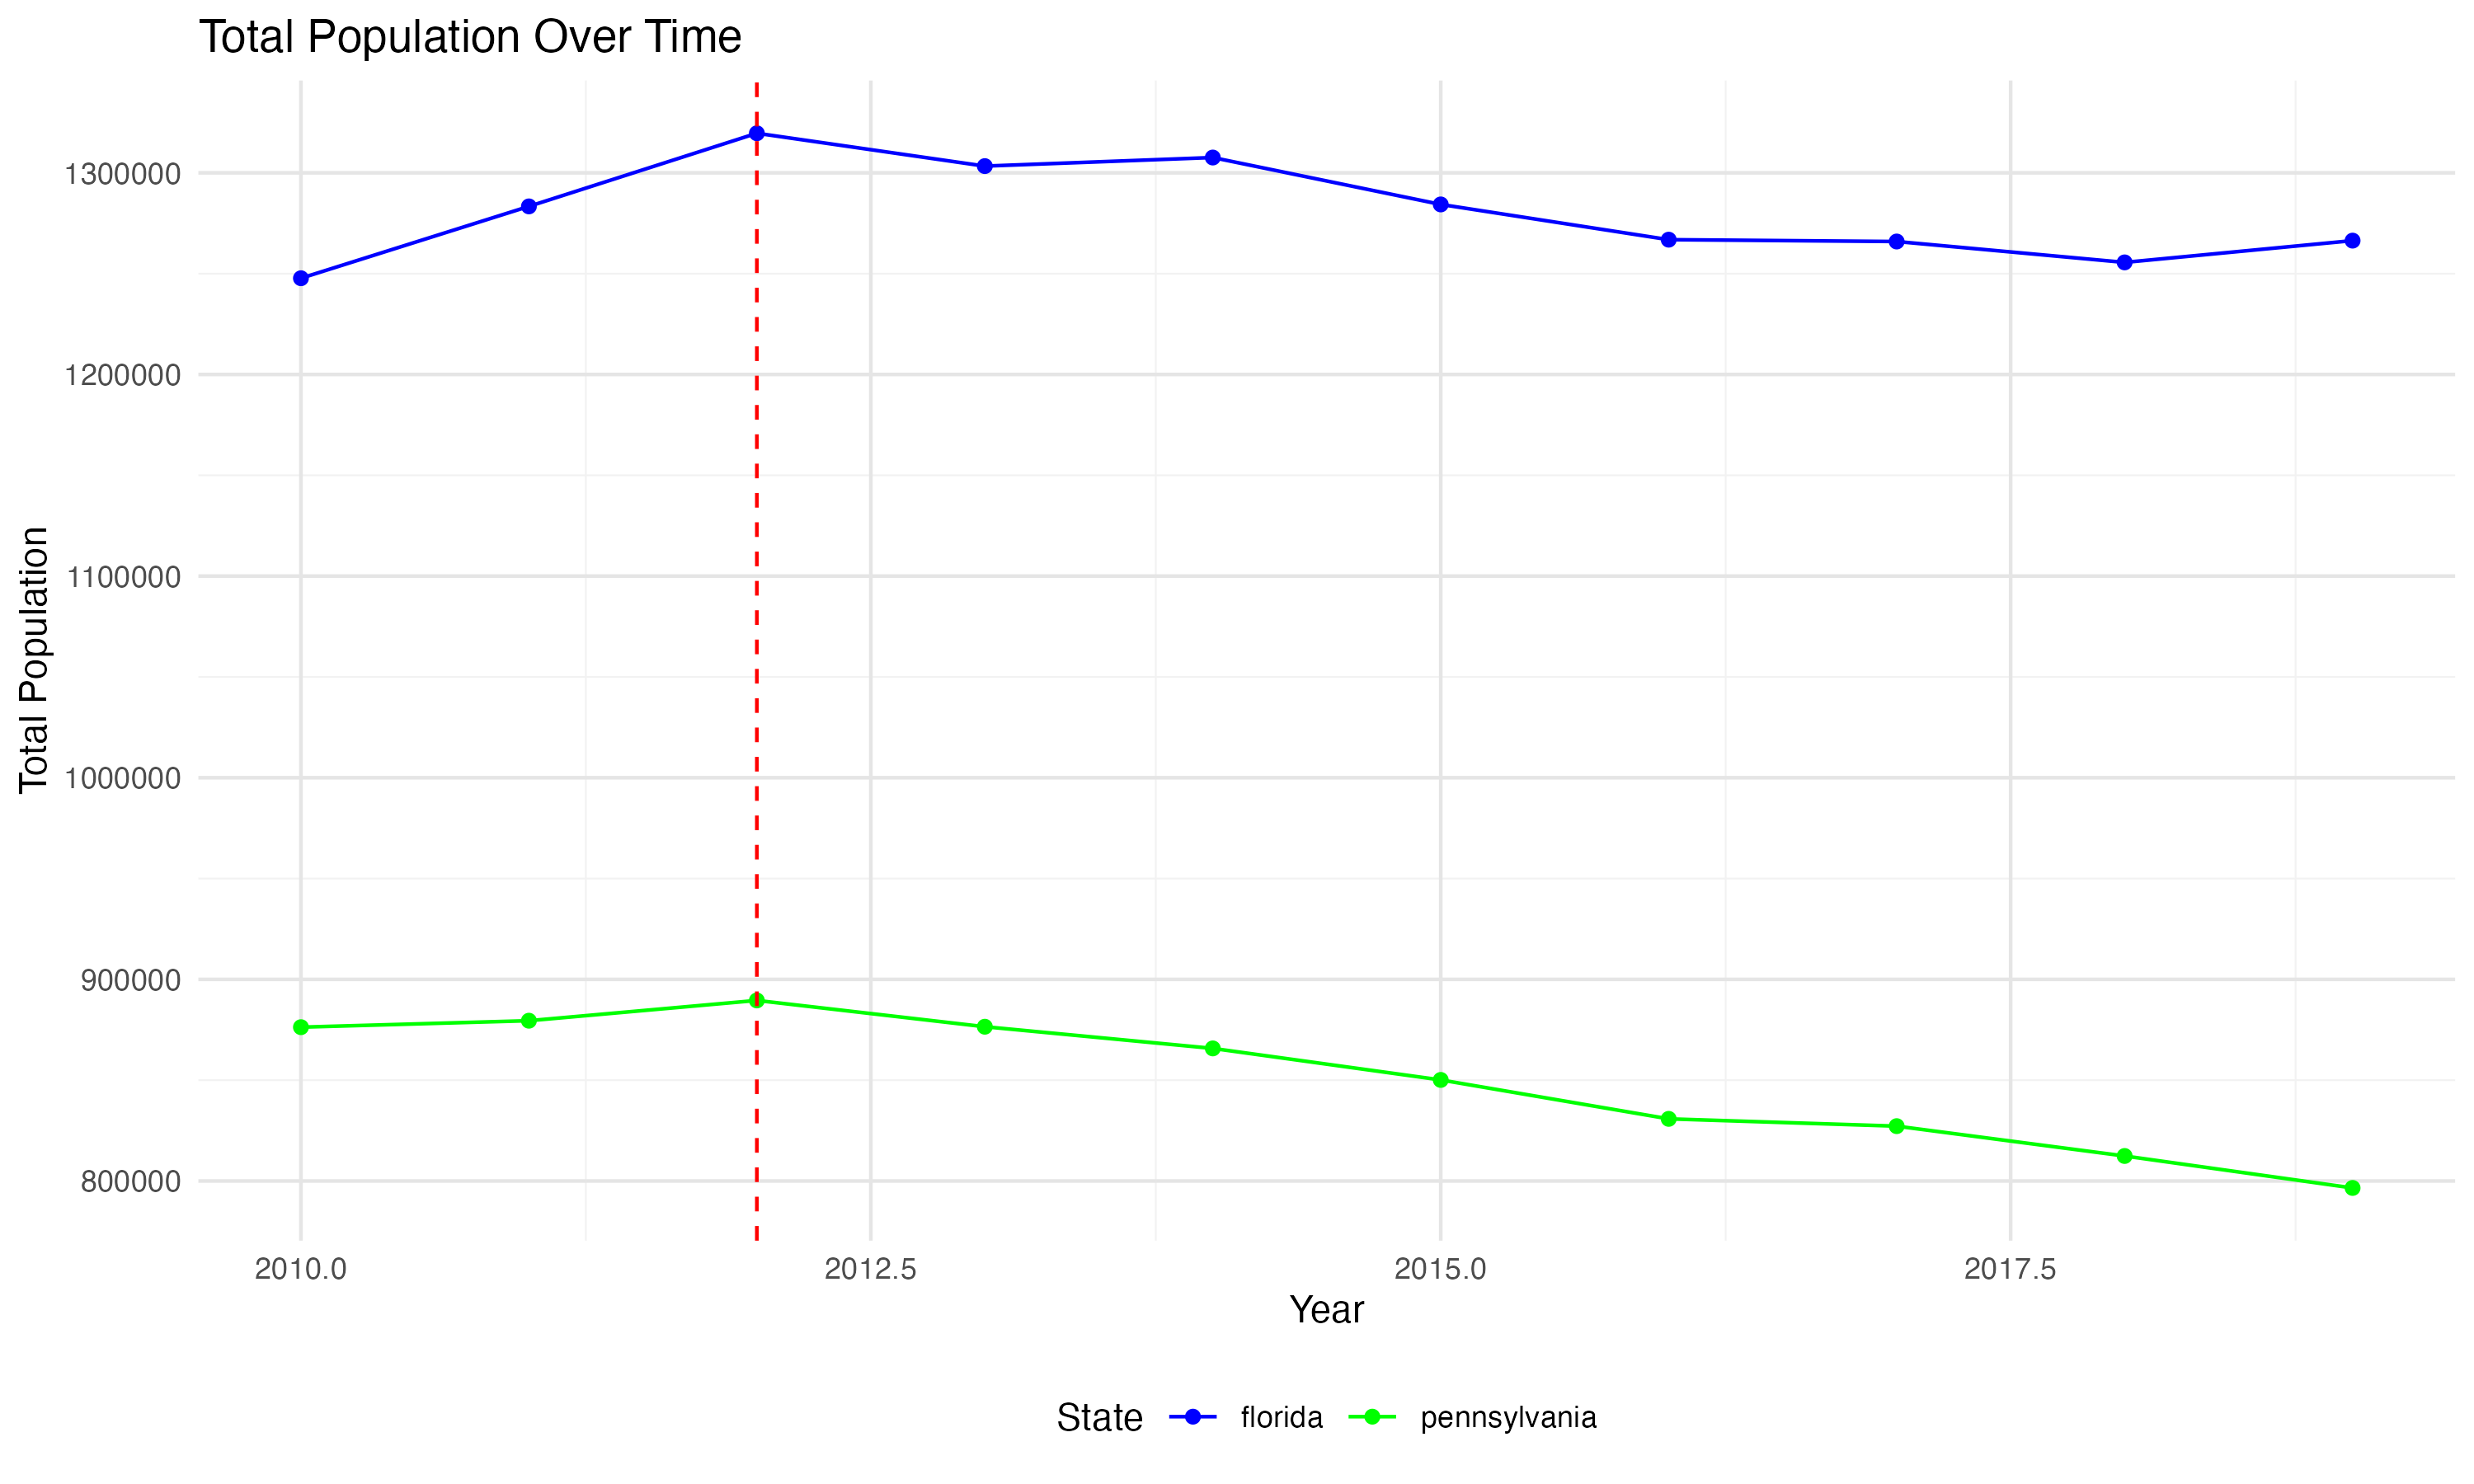 Total Population Over Time
Total Population
1300000
1200000
1100000
1000000
900000
800000
2010.0 2012.5 2015.0 2017.5
Year
State florida pennsylvania